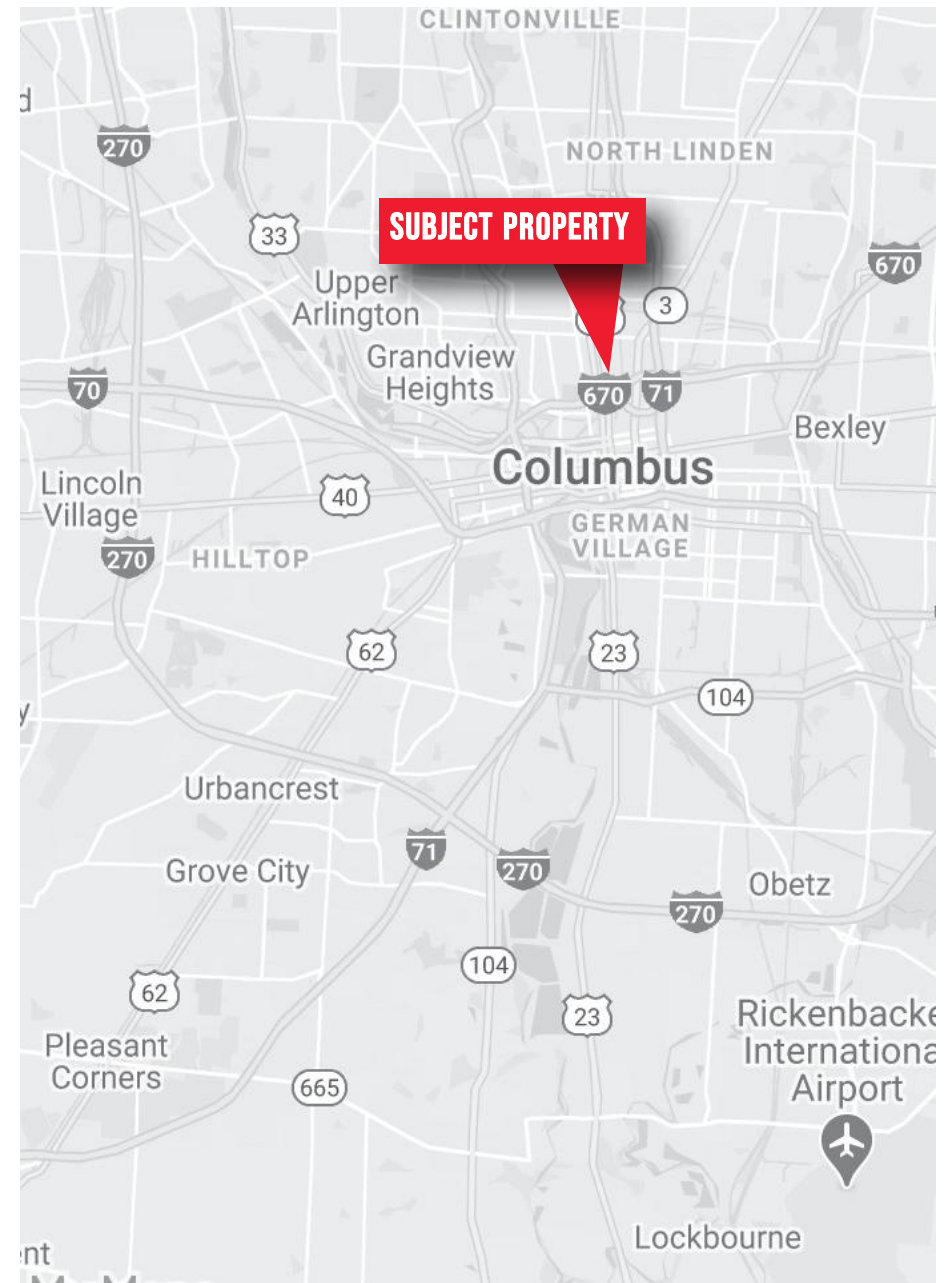 CLINTONVILLE
d
270
NORTH LINDEN
SUBJECT PROPERTY
33
670
Upper
Arlington
3
Grandview
Heights
70
670
71
Bexley
Columbus
Lincoln
Village
40
GERMAN
VILLAGE
270
HILLTOP
62
23
104
y
Urbancrest
71
Grove City
270
Obetz
270
104
62
23
Rickenbacke
Internationa
Airport
Pleasant
Corners
665
Lockbourne
nt